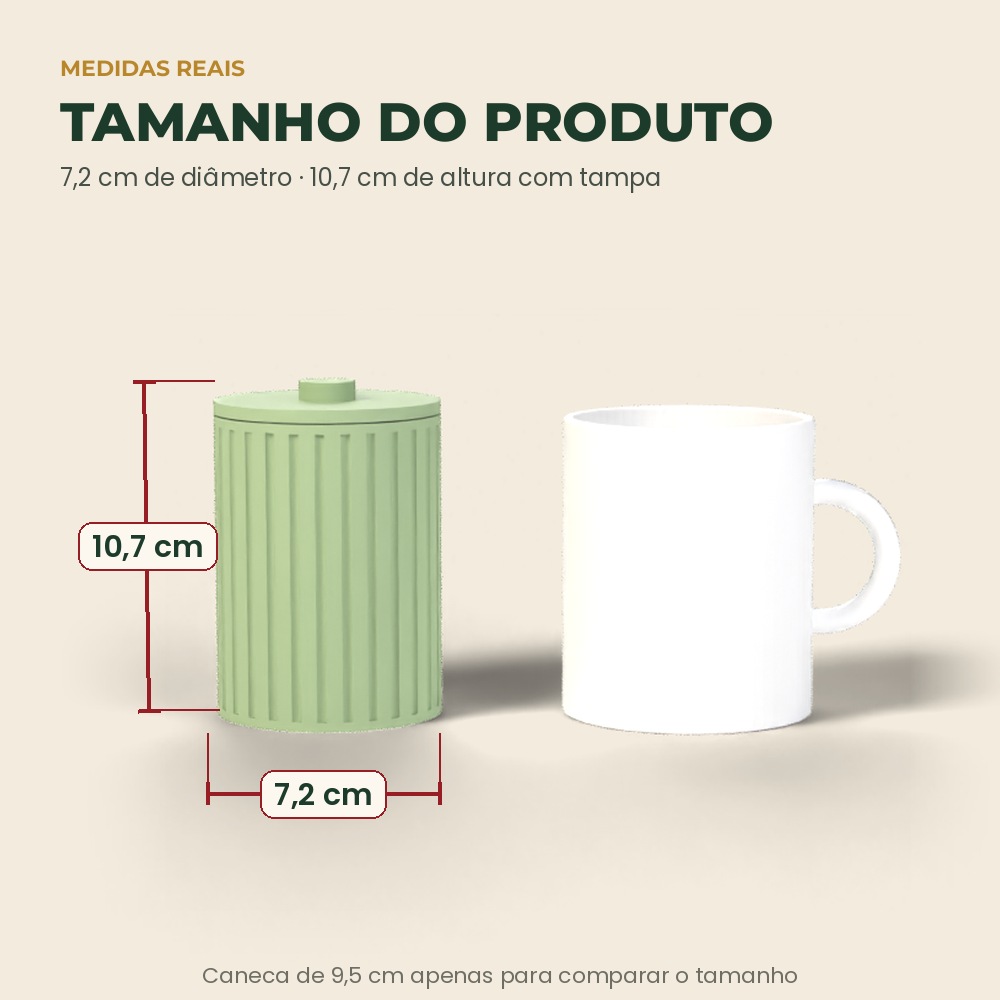 MEDIDAS REAIS
TAMANHO DO PRODUTO
7,2 cm de diâmetro · 10,7 cm de altura com tampa
10,7 cm
7,2 cm
Caneca de 9,5 cm apenas para comparar o tamanho